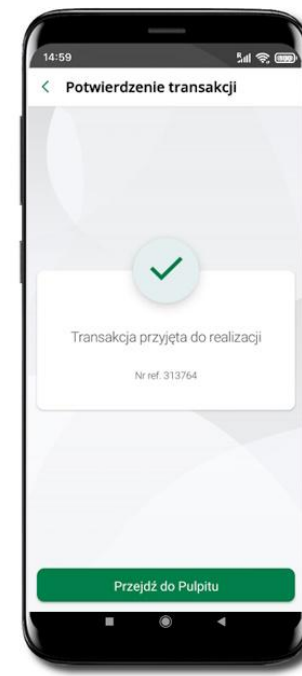 14:59
Potwierdzenie transakcji
Transakcja przyjęta do realizacji
Nr ref. 313764
Przejdź do Pulpitu